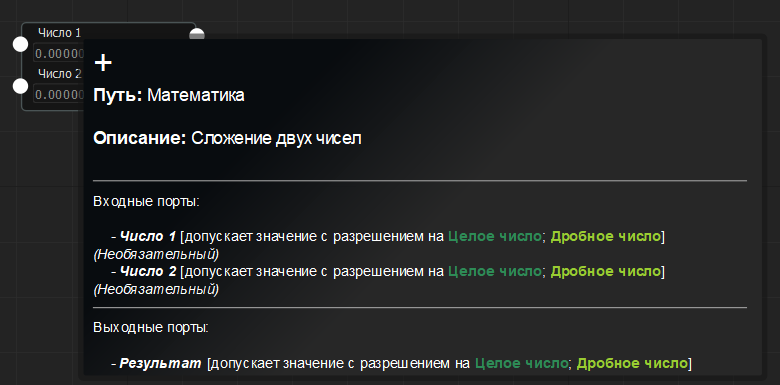 Число 1
0.00000
Число 2
0.00000
+
Путь: Математика
Описание: Сложение двух чисел
Входные порты:
- Число 1 [допускает значение с разрешением на Целое число; Дробное число]
(Необязательный)
- Число 2 [допускает значение с разрешением на Целое число; Дробное число]
(Необязательный)
Выходные порты:
- Результат [допускает значение с разрешением на Целое число; Дробное число]